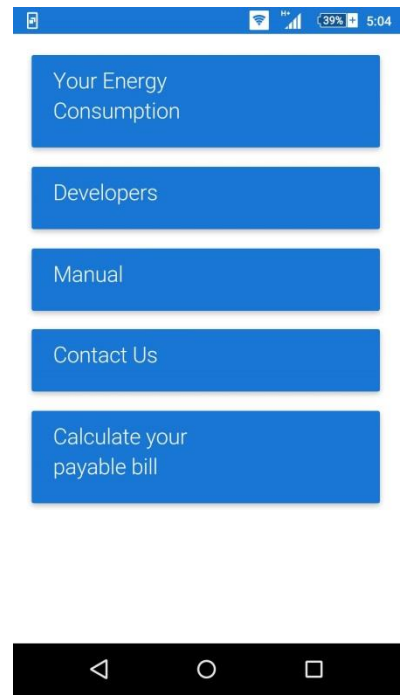 H+ 39% 5:04
Your Energy
Consumption
Developers
Manual
Contact Us
Calculate your
payable bill